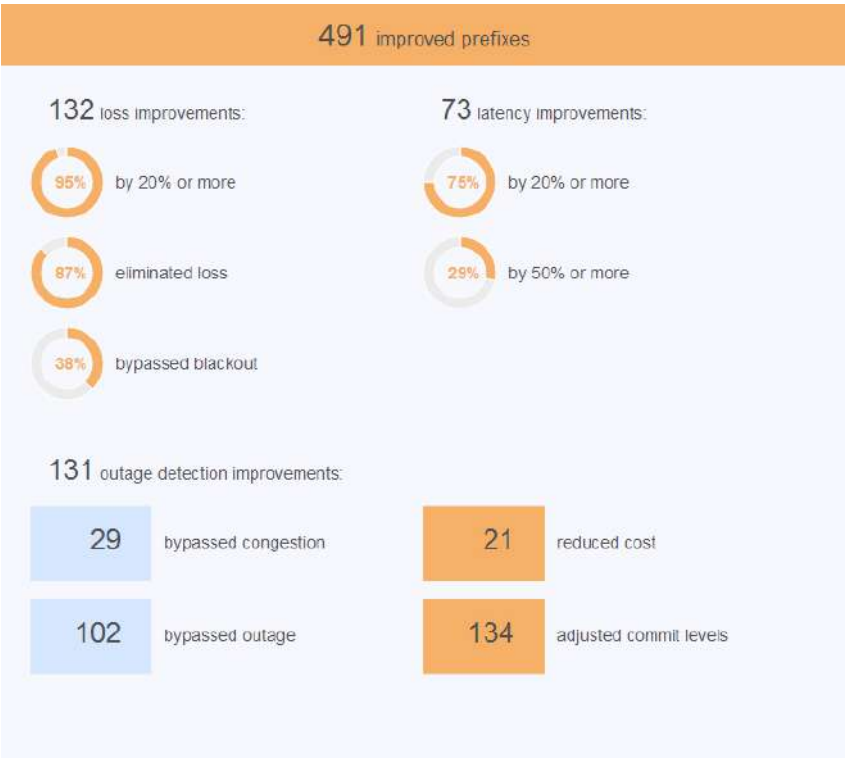 491 improved prefixes
132 loss improvements:
95% by 20% or more
87% eliminated loss
38% bypassed blackout
73 latency improvements:
75% by 20% or more
29% by 50% or more
131 outage detection improvements:
29 bypassed congestion
102 bypassed outage
21 reduced cost
134 adjusted commit levels